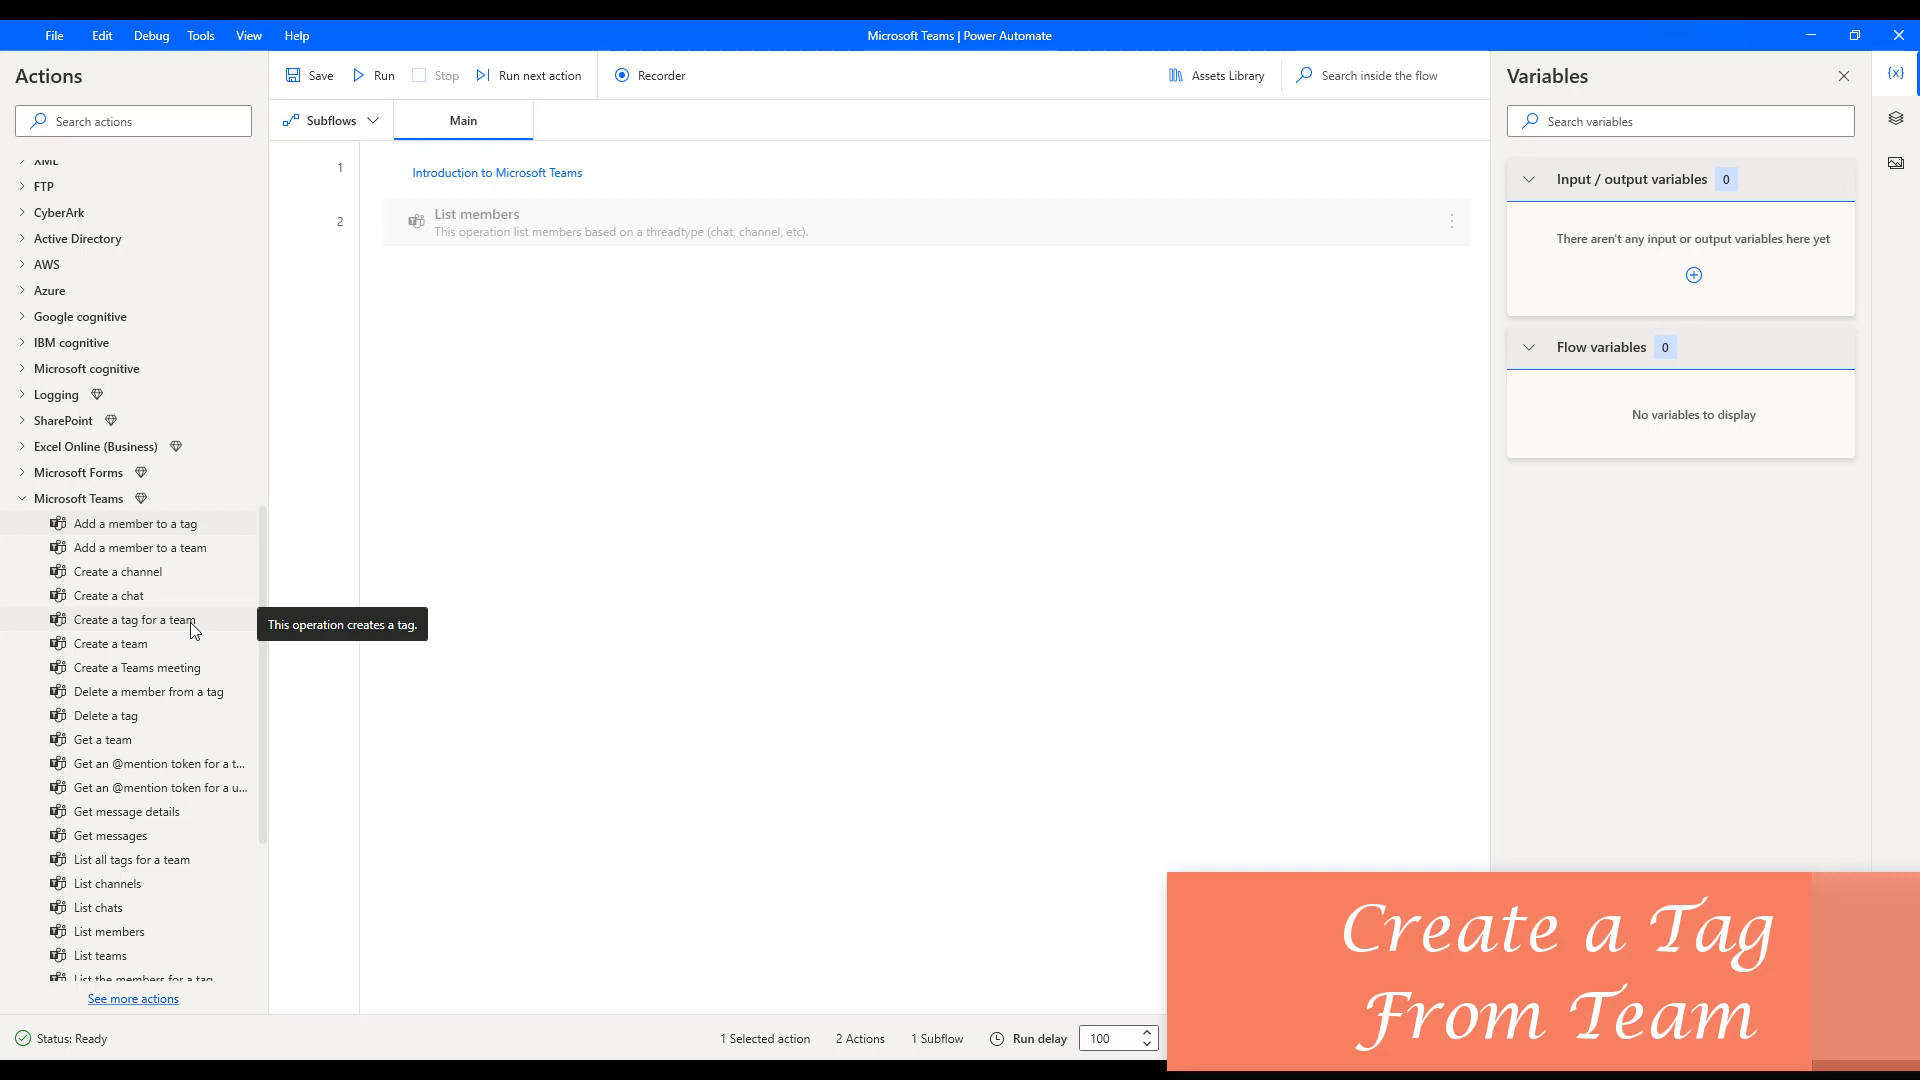 File Edit Debug Tools View Help
Microsoft Teams | Power Automate
Actions
Search actions
XML
FTP
CyberArk
Active Directory
AWS
Azure
Google cognitive
IBM cognitive
Microsoft cognitive
Logging
SharePoint
Excel Online (Business)
Microsoft Forms
Microsoft Teams
Add a member to a tag
Add a member to a team
Create a channel
Create a chat
Create a tag for a team
Create a team
Create a Teams meeting
Delete a member from a tag
Delete a tag
Get a team
Get an @mention token for a t...
Get an @mention token for a u...
Get message details
Get messages
List all tags for a team
List channels
List chats
List members
List teams
List the members for a tag
See more actions
This operation creates a tag.
Save Run Stop Run next action Recorder
Assets Library Search inside the flow
Subflows Main
1 Introduction to Microsoft Teams
2 List members
This operation list members based on a threadtype (chat, channel, etc).
Variables
{x}
Search variables
Input / output variables 0
There aren't any input or output variables here yet
Flow variables 0
No variables to display
Create a Tag
From Team
Status: Ready 1 Selected action 2 Actions 1 Subflow Run delay 100